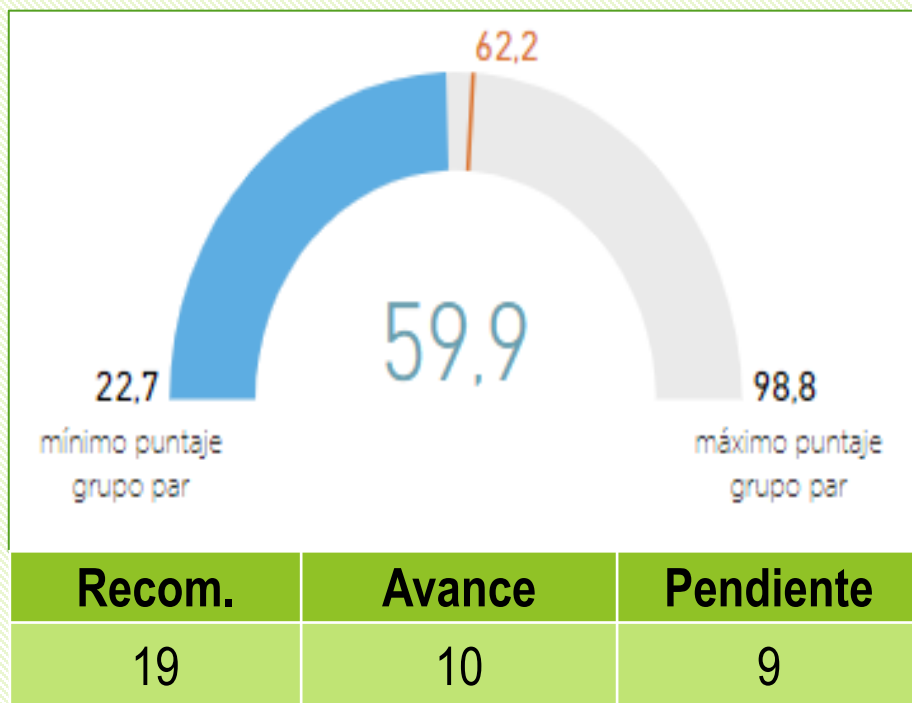 62,2
59,9
22,7
mínimo puntaje
grupo par
98,8
máximo puntaje
grupo par
Recom. Avance Pendiente
19 10 9